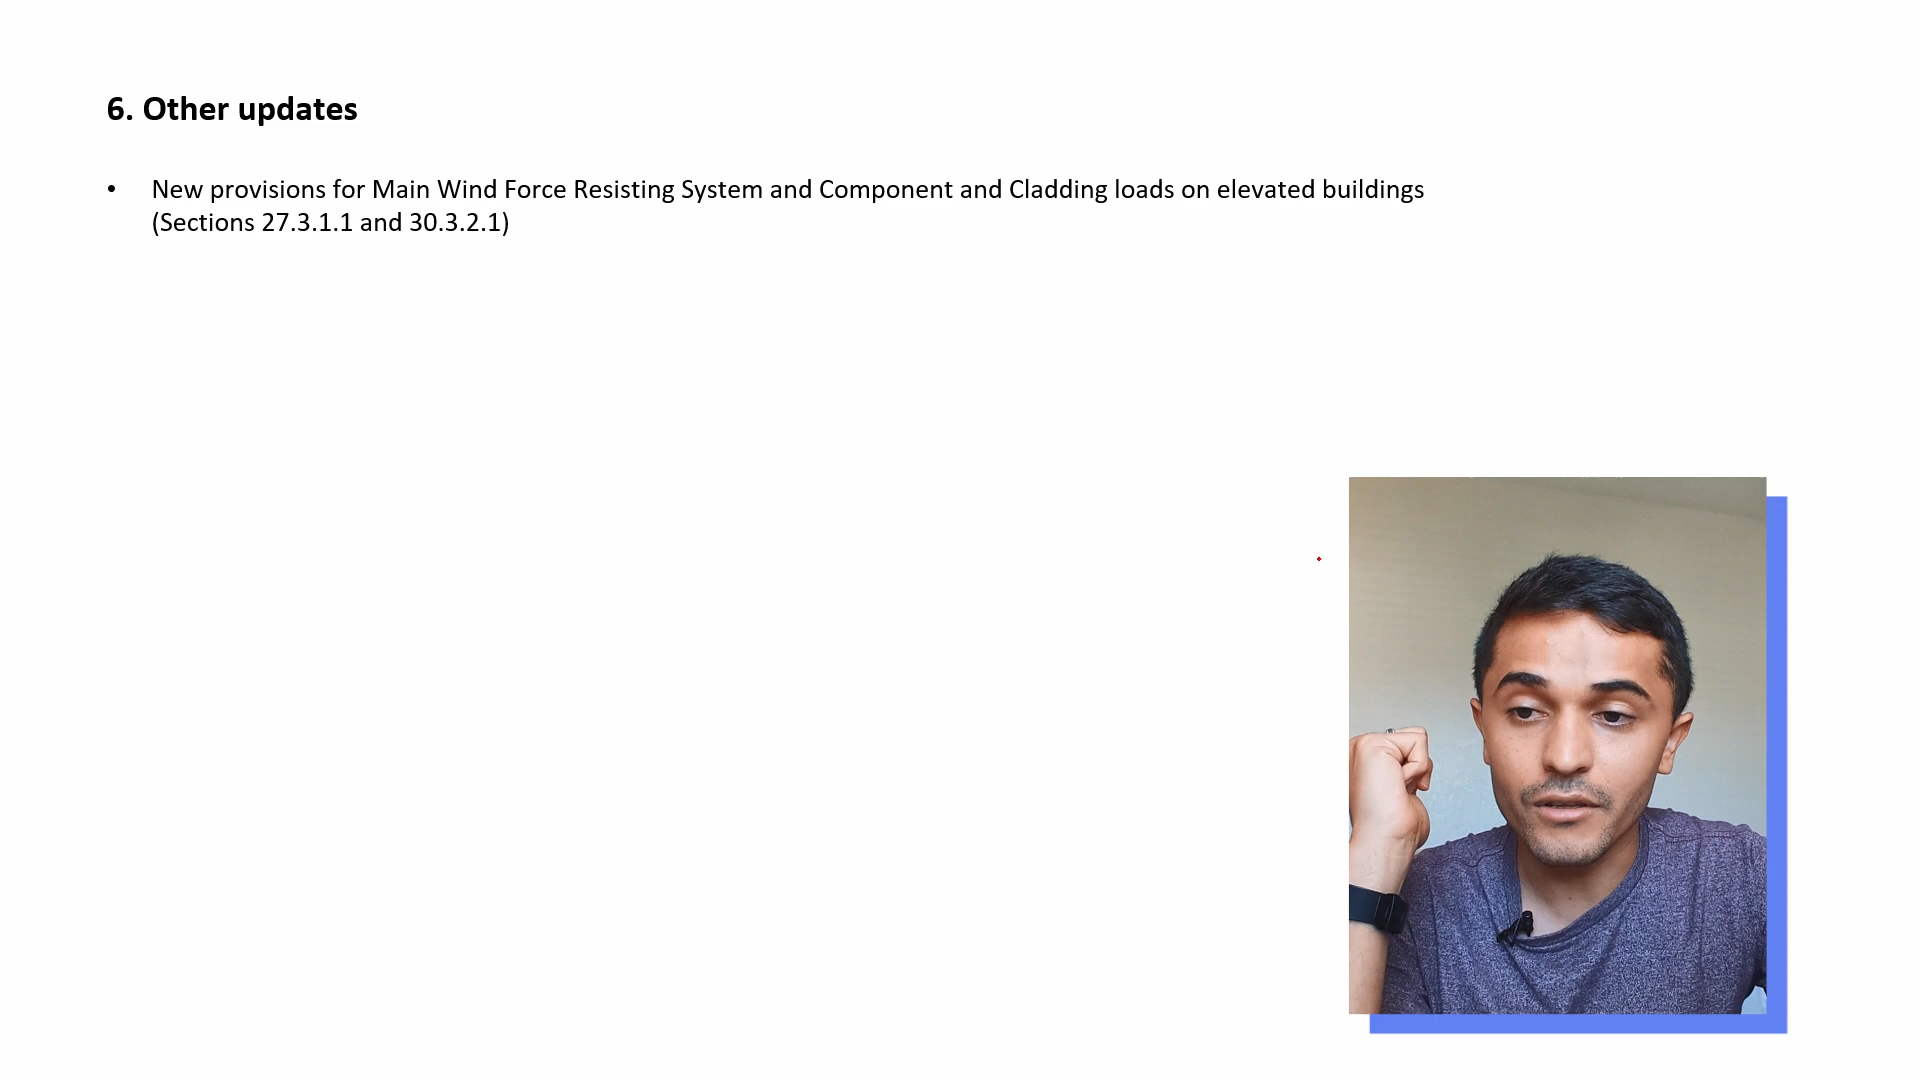 6. Other updates
• New provisions for Main Wind Force Resisting System and Component and Cladding loads on elevated buildings
(Sections 27.3.1.1 and 30.3.2.1)